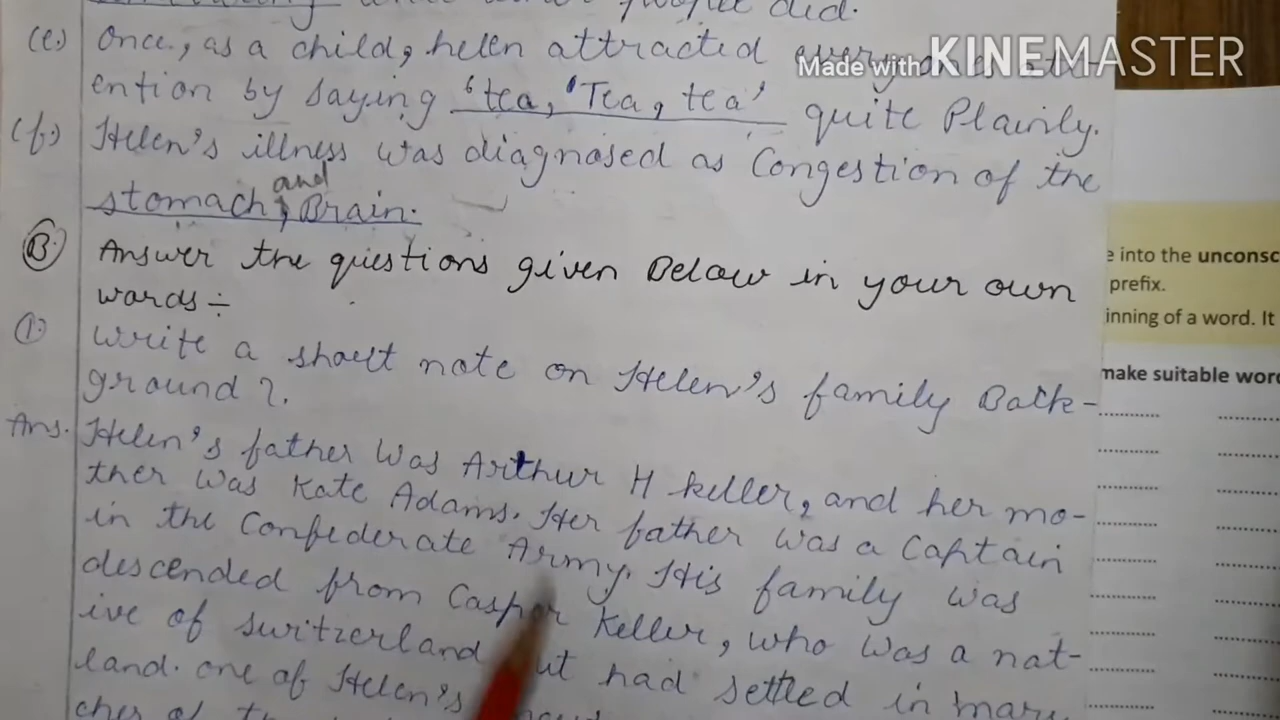 people did.
(e) Once, as a child, helen attracted
Made with KINEMASTER
ention by saying 'tea, 'Tea, tea' quite Plainly.
(f) Helen's illness was diagnosed as Congestion of the
stomach, and Brain.
(B) Answer the questions given Below in your own
words÷
(1) Write a short note on Helen's family Back-
ground?.
Ans. Helen's father was Arthur H keller, and her mo-
ther was Kate Adams. Her father was a Captain
in the Confederate Army. His family was
descended from Casper Keller, who was a nat-
ive of switzerland but had settled in mary
land. one of Helen's
cher of
e into the unconsc
prefix.
inning of a word. It
make suitable word